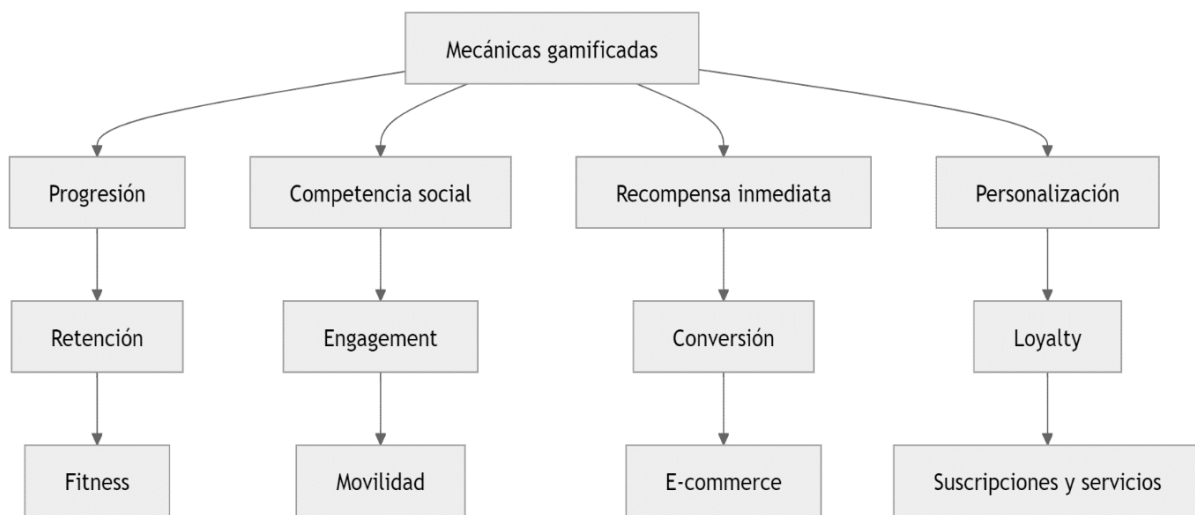 Mecánicas gamificadas
Progresión
Competencia social
Recompensa inmediata
Personalización
Retención
Engagement
Conversión
Loyalty
Fitness
Movilidad
E-commerce
Suscripciones y servicios